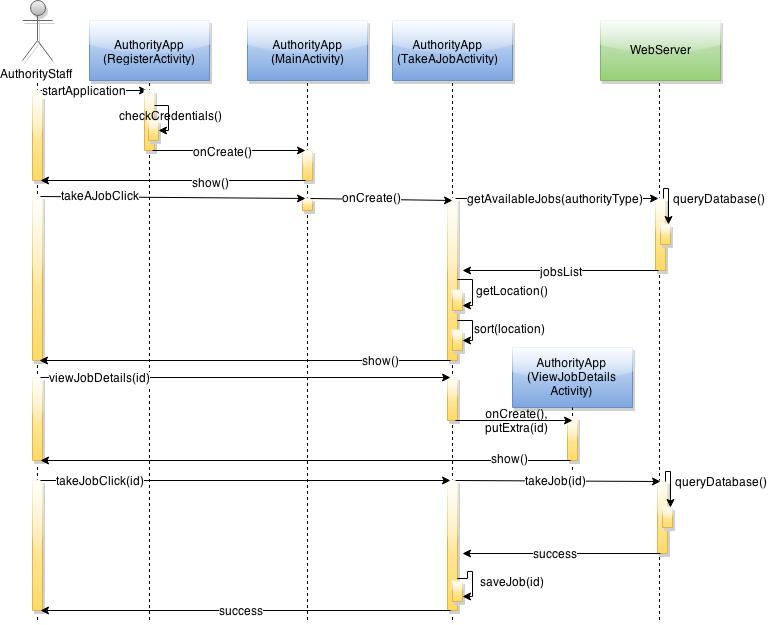 AuthorityStaff
AuthorityApp
(RegisterActivity)
AuthorityApp
(MainActivity)
AuthorityApp
(TakeAJobActivity)
WebServer
startApplication
checkCredentials()
onCreate()
show()
takeAJobClick
onCreate()
getAvailableJobs(authorityType)
queryDatabase()
jobsList
getLocation()
sort(location)
show()
AuthorityApp
(ViewJobDetails
Activity)
viewJobDetails(id)
onCreate(),
putExtra(id)
show()
takeJobClick(id)
takeJob(id)
queryDatabase()
success
saveJob(id)
success